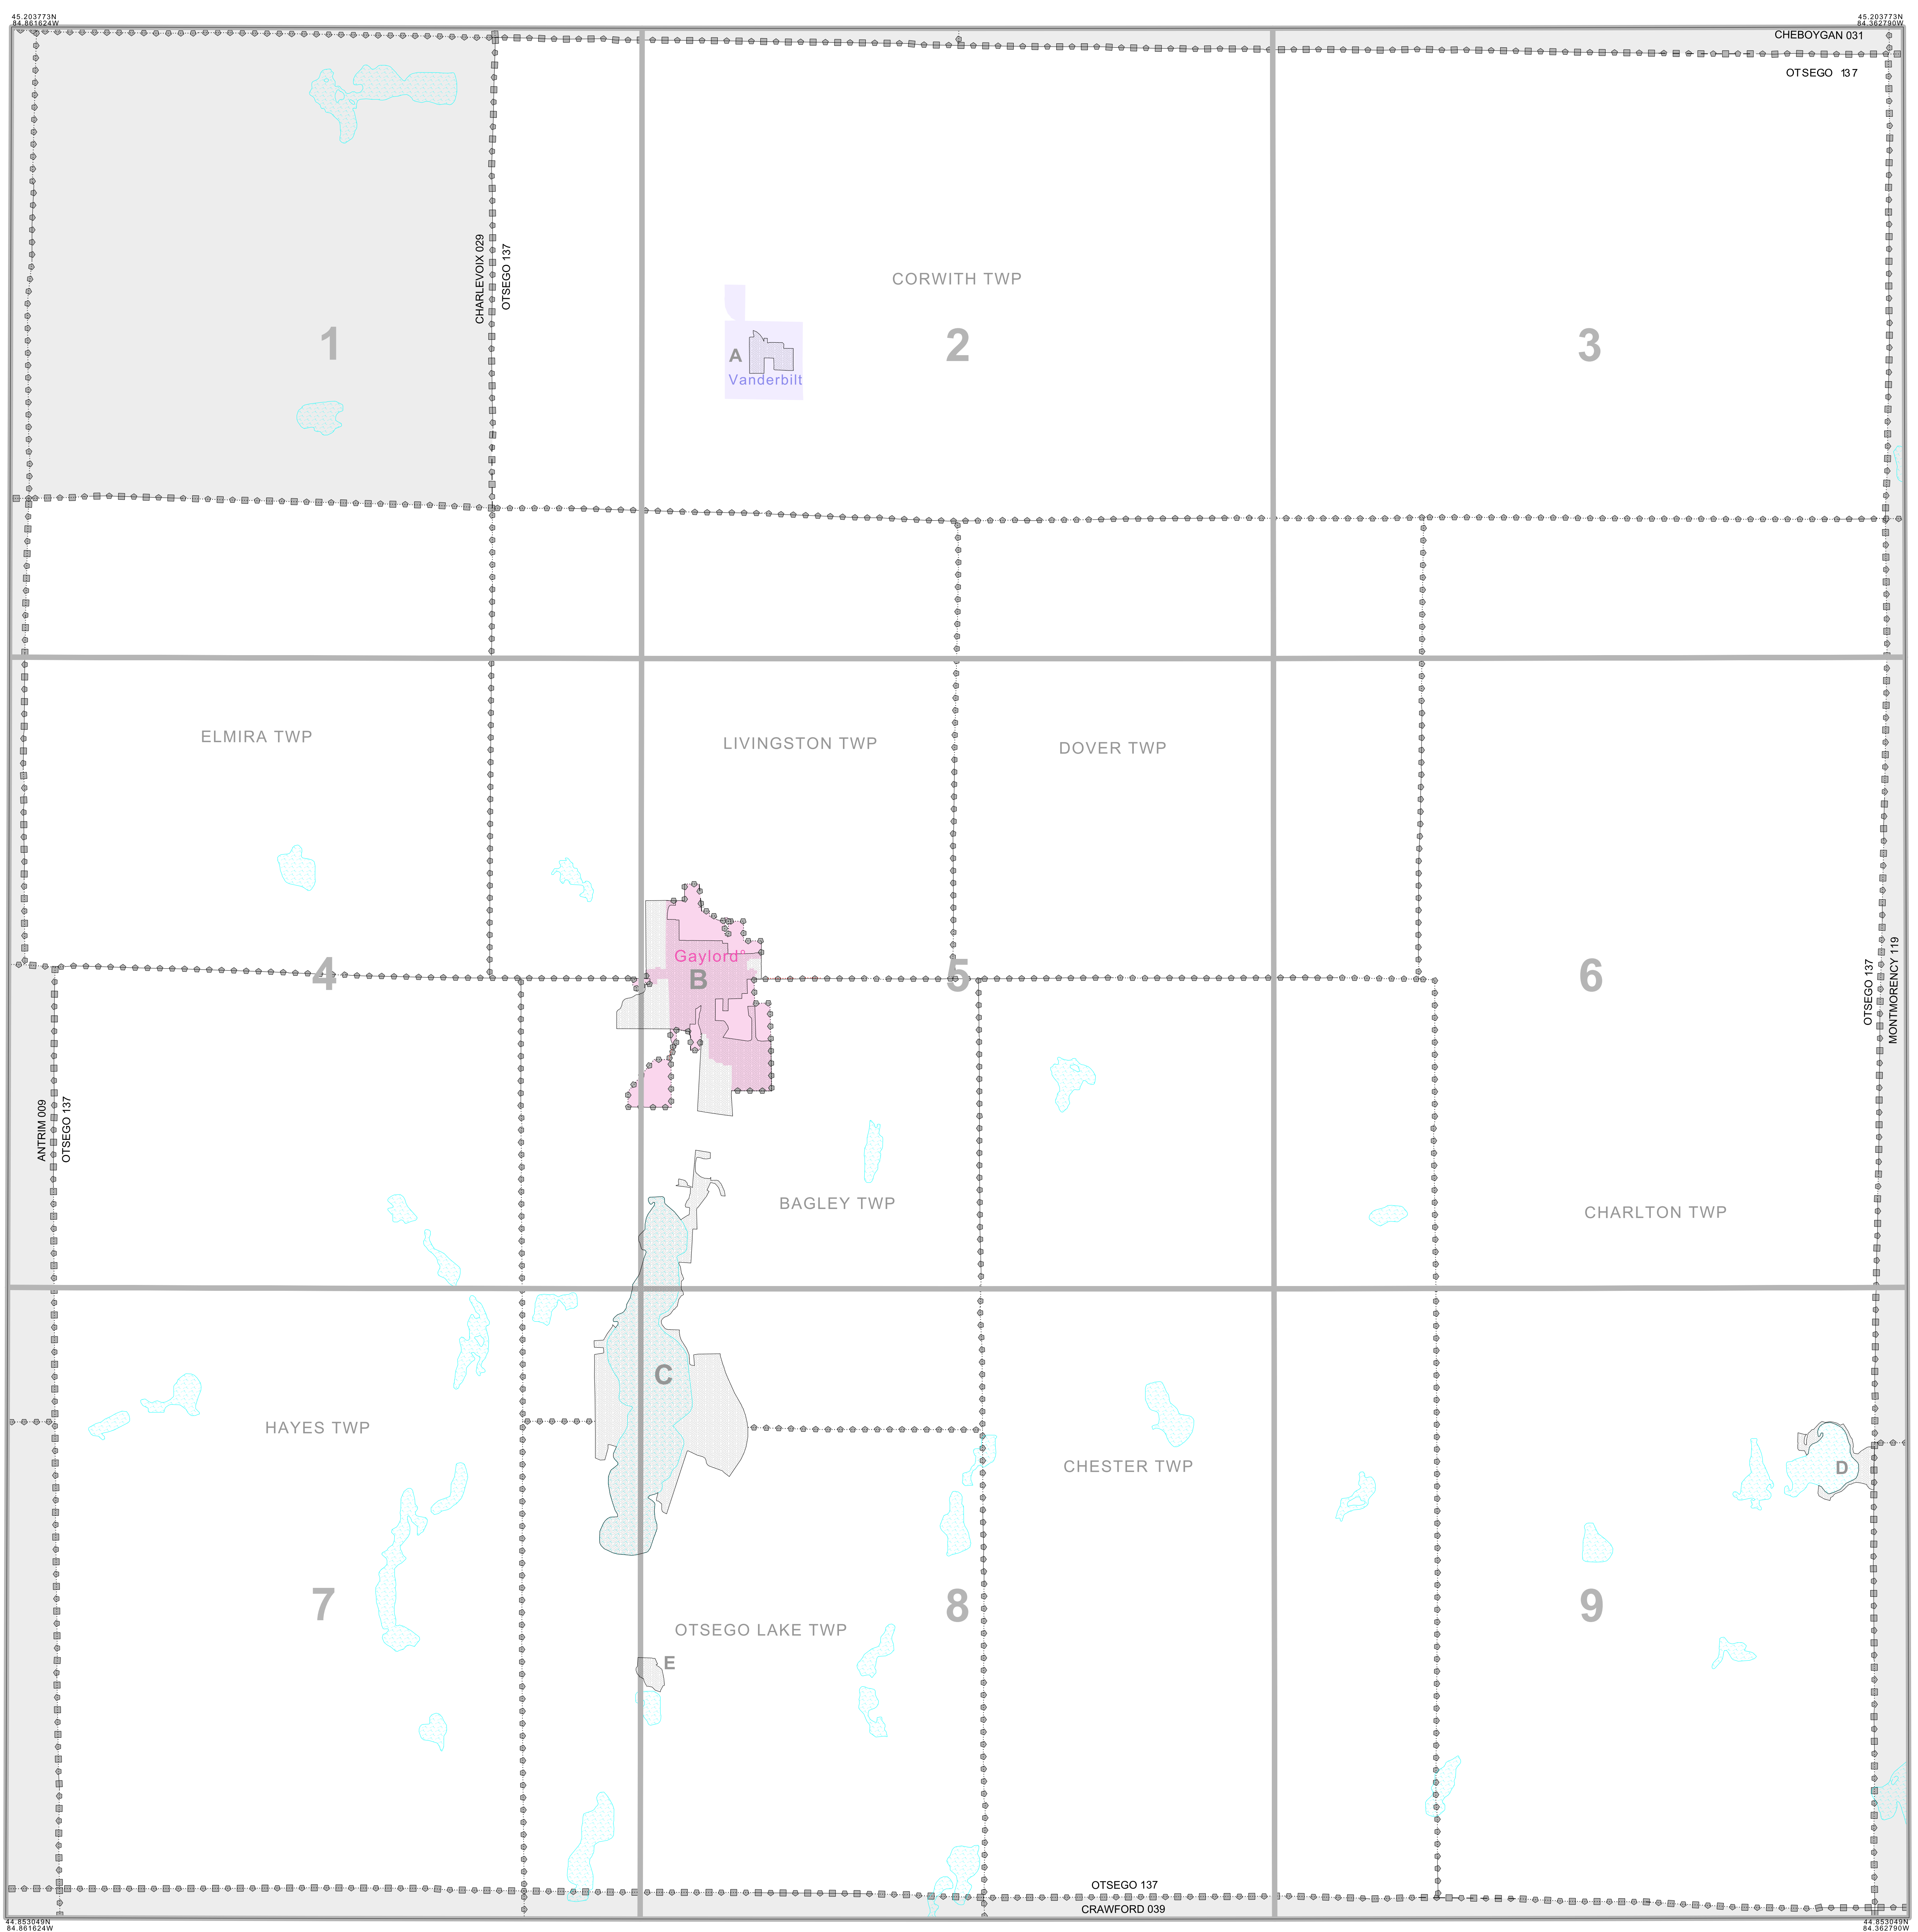 45.203773N
84.861624W
45.203773N
84.362790W
CHEBOYGAN 031
OTSEGO 137
CHARLEVOIX 029
OTSEGO 137
CORWITH TWP
1
2
3
A
Vanderbilt
ELMIRA TWP
LIVINGSTON TWP
DOVER TWP
Gaylord
B
4
5
6
OTSEGO 137
MONTMORENCY 119
ANTRIM 009
OTSEGO 137
BAGLEY TWP
CHARLTON TWP
C
HAYES TWP
CHESTER TWP
D
7
8
9
OTSEGO LAKE TWP
E
OTSEGO 137
CRAWFORD 039
44.853049N
84.861624W
44.853049N
84.362790W